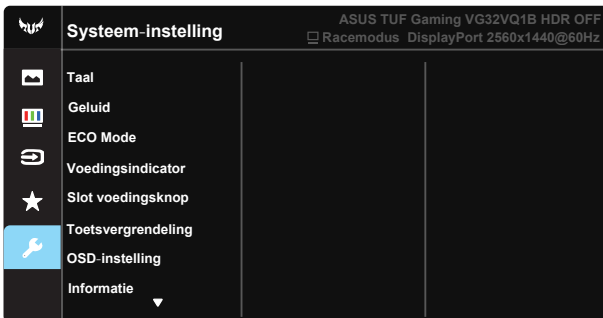 Systeem-instelling
ASUS TUF Gaming VG32VQ1B HDR OFF
Racemodus DisplayPort 2560x1440@60Hz
Taal
Geluid
ECO Mode
Voedingsindicator
Slot voedingsknop
Toetsvergrendeling
OSD-instelling
Informatie